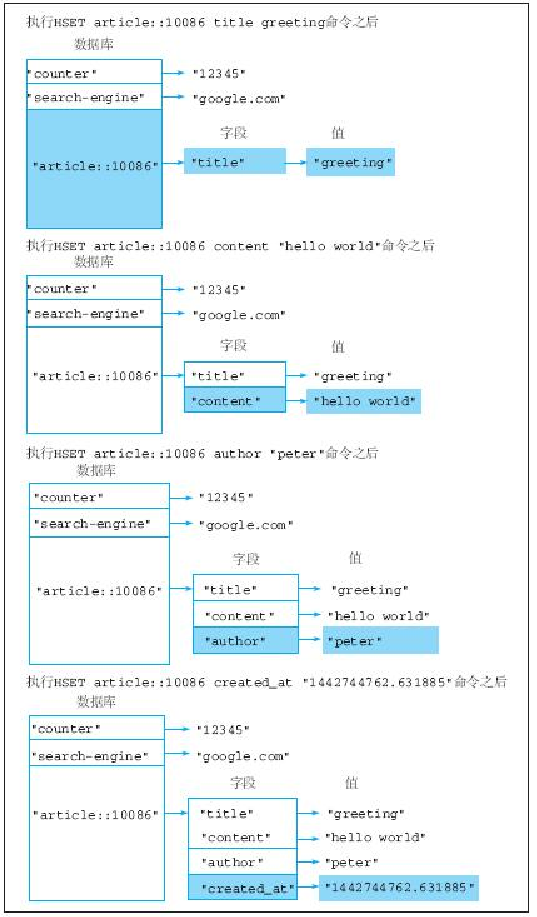 执行HSET article::10086 title greeting命令之后
数据库
"counter" "12345"
"search-engine" "google.com"
字段 值
"article::10086" "title" "greeting"
执行HSET article::10086 content "hello world"命令之后
数据库
"counter" "12345"
"search-engine" "google.com"
字段 值
"article::10086" "title" "greeting"
"content" "hello world"
执行HSET article::10086 author "peter"命令之后
数据库
"counter" "12345"
"search-engine" "google.com"
字段 值
"article::10086" "title" "greeting"
"content" "hello world"
"author" "peter"
执行HSET article::10086 created_at "1442744762.631885"命令之后
数据库
"counter" "12345"
"search-engine" "google.com"
字段 值
"article::10086" "title" "greeting"
"content" "hello world"
"author" "peter"
"created_at" "1442744762.631885"